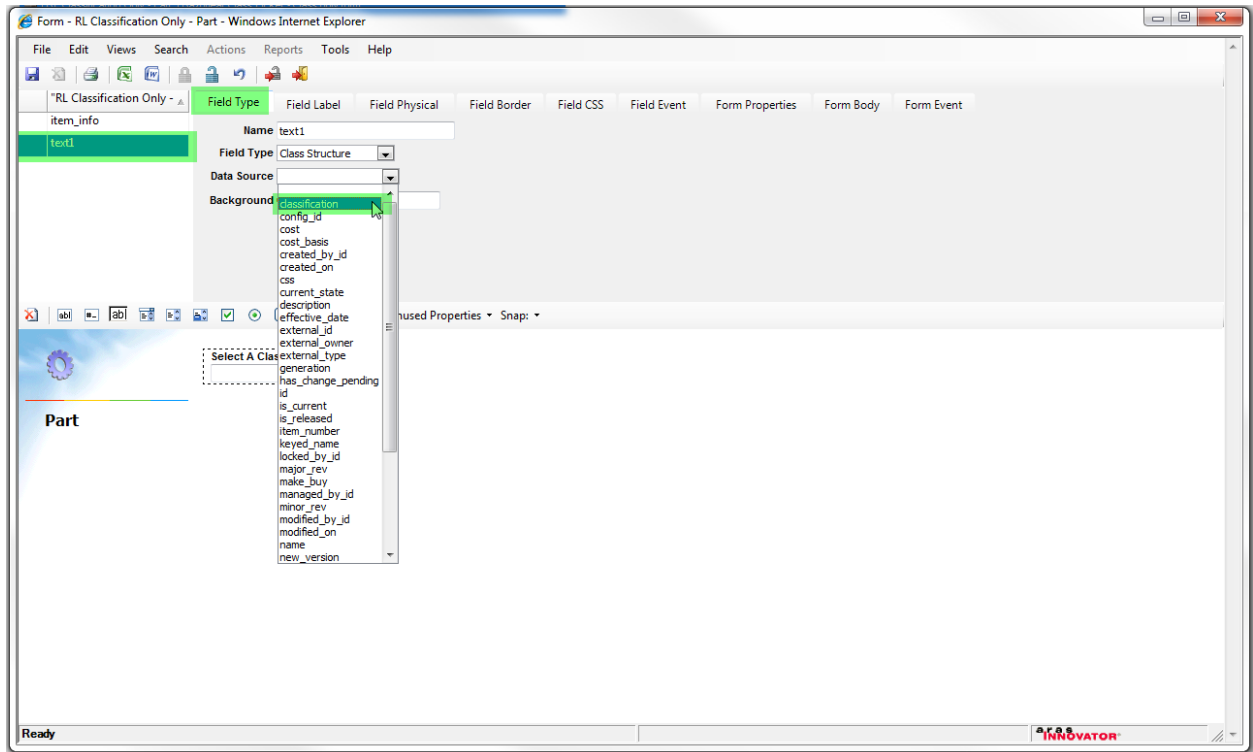 Form - RL Classification Only - Part - Windows Internet Explorer
File Edit Views Search Actions Reports Tools Help
"RL Classification Only -
item_info
text1
Field Type Field Label Field Physical Field Border Field CSS Field Event Form Properties Form Body Form Event
Name text1
Field Type Class Structure
Data Source
Background
classification
config_id
cost
cost_basis
created_by_id
created_on
css
current_state
description
effective_date
external_id
external_owner
external_type
generation
has_change_pending
id
is_current
is_released
item_number
keyed_name
locked_by_id
major_rev
make_buy
managed_by_id
minor_rev
modified_by_id
modified_on
name
new_version
nused Properties Snap:
Select A Clas
Part
Ready
aras INNOVATOR